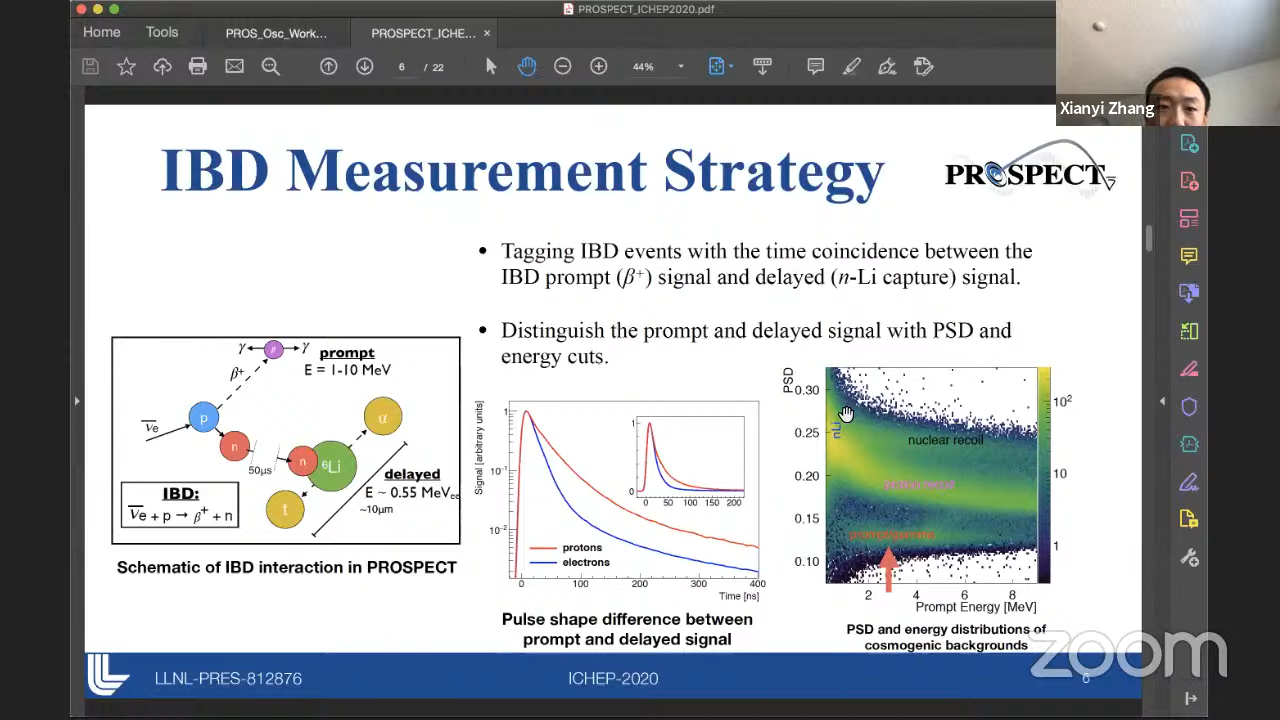 PROSPECT_ICHEP2020.pdf
Home
Tools
PROS_Osc_Work...
PROSPECT_ICHE...
6
/ 22
44%
Xianyi Zhang
IBD Measurement Strategy
PROSPECT
• Tagging IBD events with the time coincidence between the
IBD prompt (β+) signal and delayed (n-Li capture) signal.
• Distinguish the prompt and delayed signal with PSD and
energy cuts.
γ
γ
prompt
E = 1-10 MeV
β+
ν̅e
p
n
50μs
n
6Li
α
t
delayed
E ~ 0.55 MeVee
~10μm
IBD:
ν̅e + p → β+ + n
Schematic of IBD interaction in PROSPECT
Signal [arbitrary units]
1
10-1
10-2
0
100
200
300
400
Time [ns]
1
0
0
50
100
150
200
protons
electrons
Pulse shape difference between
prompt and delayed signal
PSD
0.30
0.25
0.20
0.15
0.10
nLi
nuclear recoil
2
4
6
8
Prompt Energy [MeV]
102
10
1
PSD and energy distributions of
cosmogenic backgrounds
LLNL-PRES-812876
ICHEP-2020
6
zoom